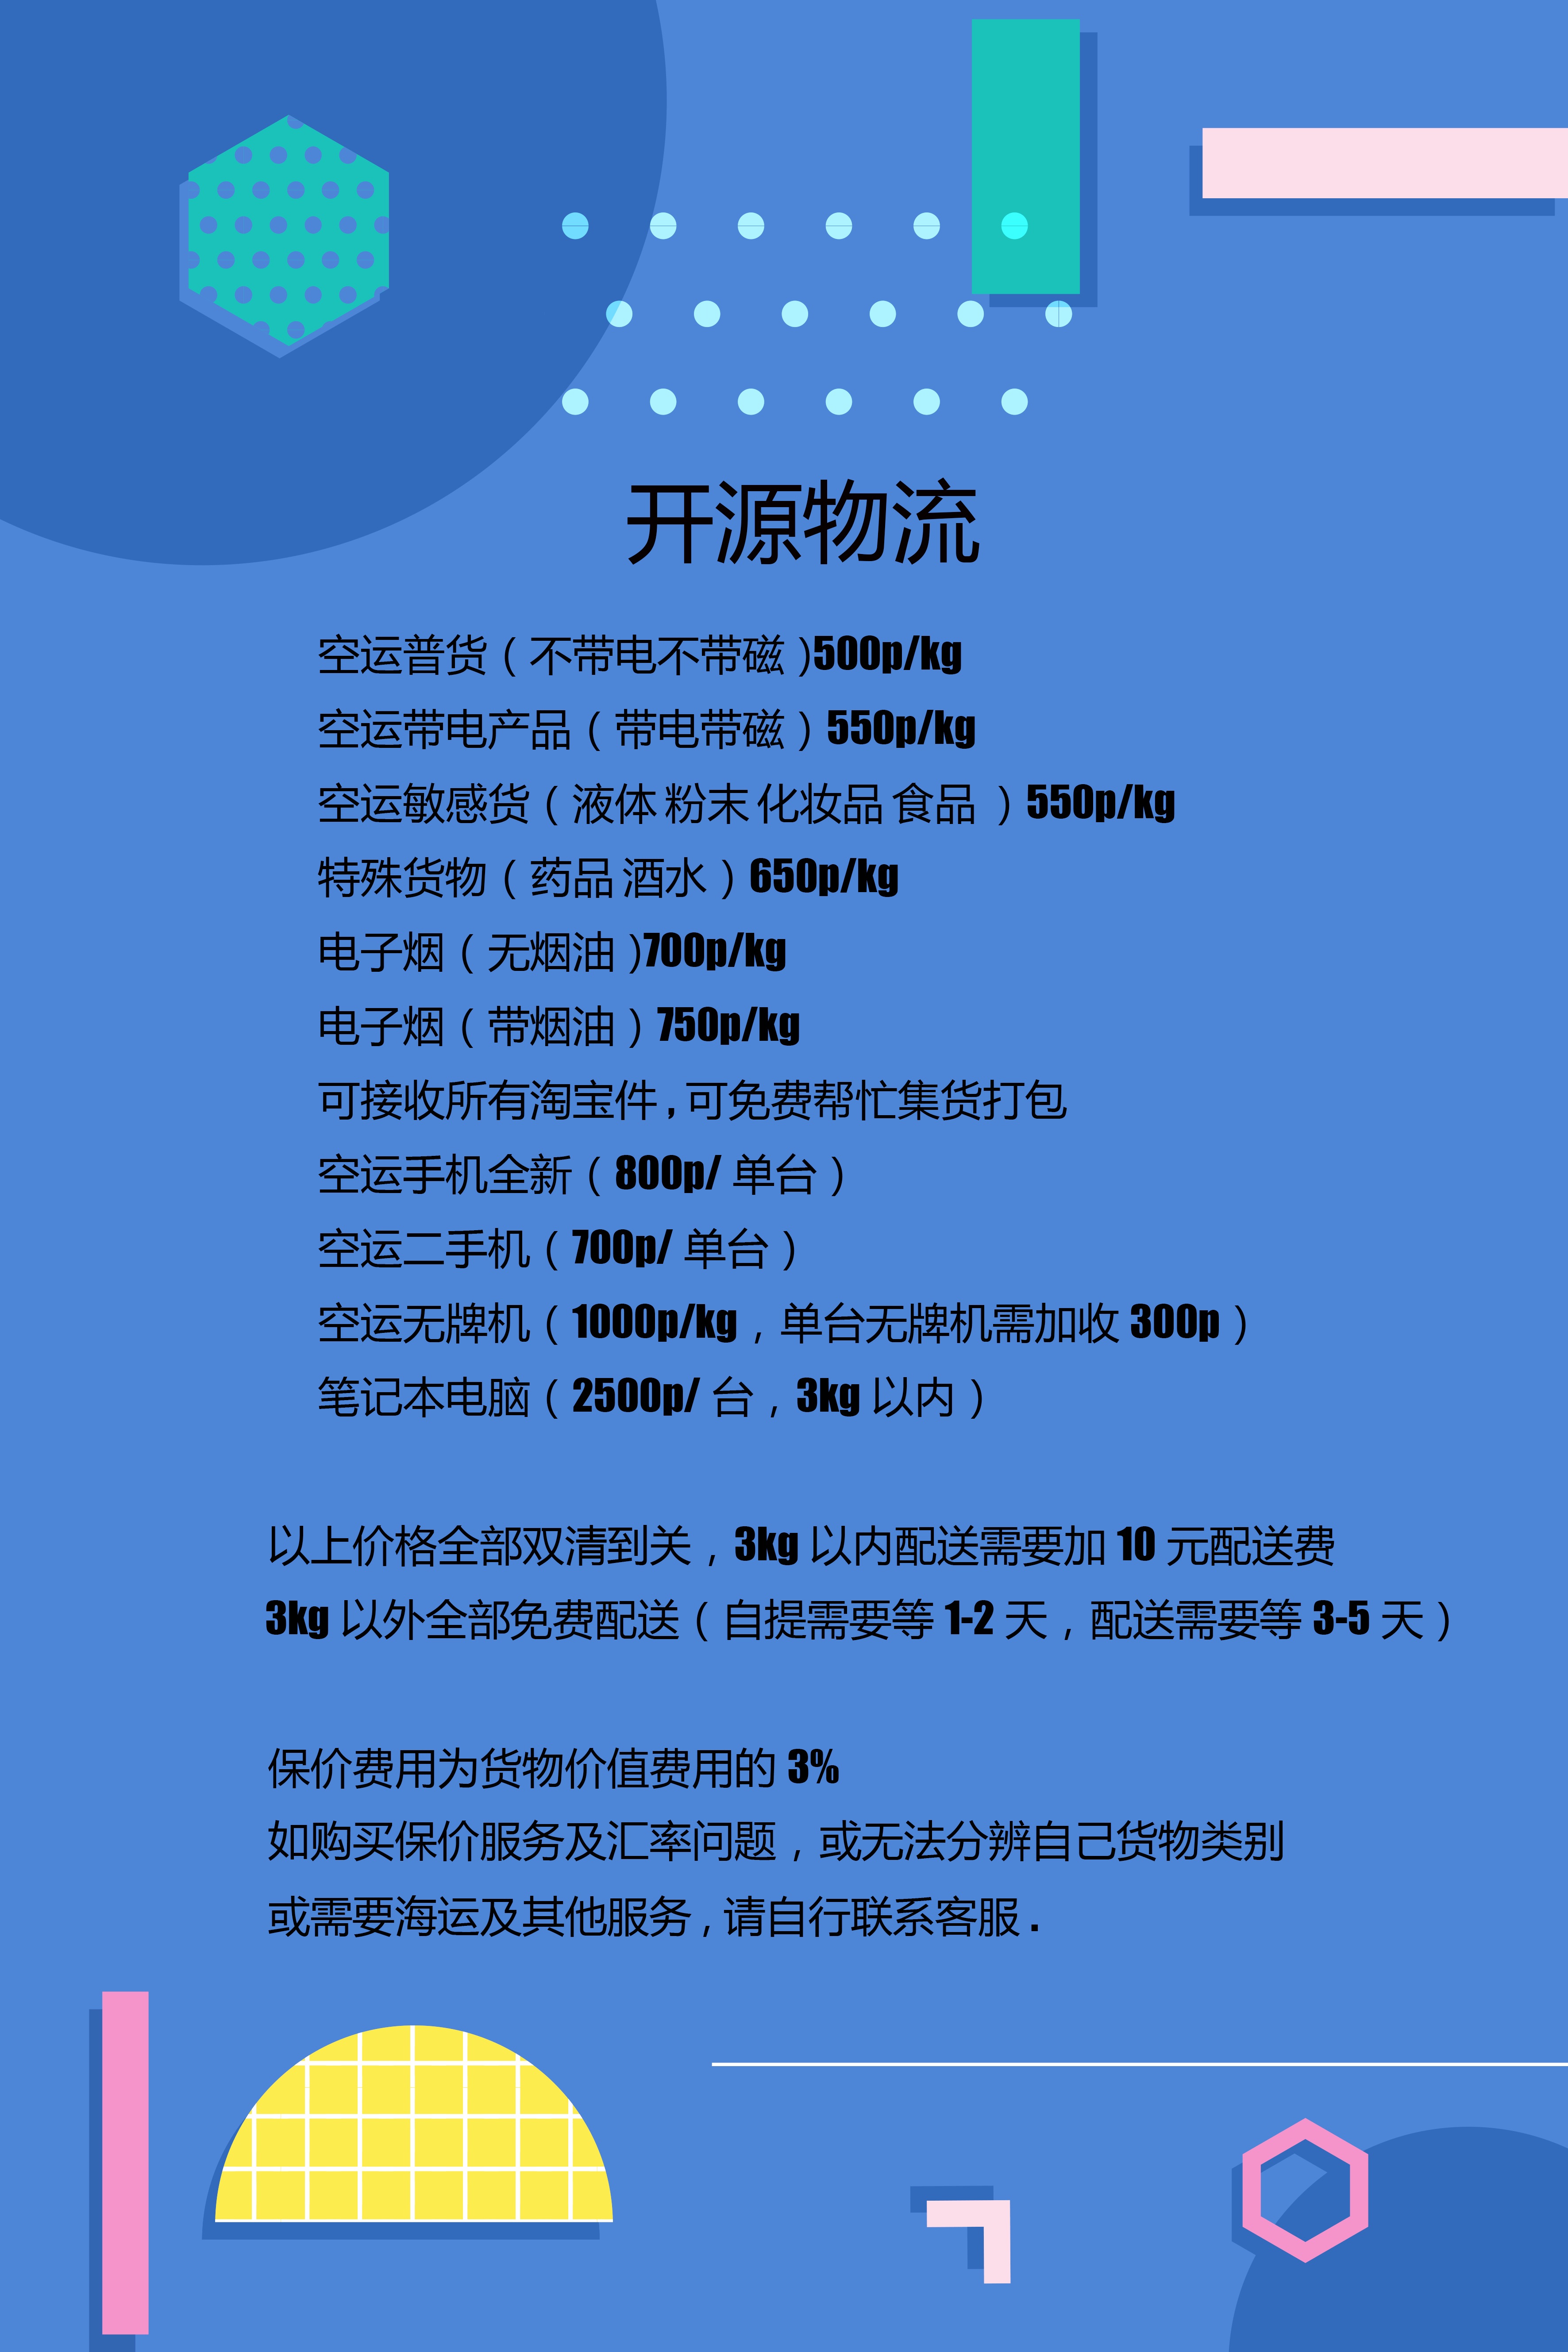 开源物流
空运普货（不带电不带磁)500p/kg
空运带电产品（带电带磁）550p/kg
空运敏感货（液体 粉末 化妆品 食品 ）550p/kg
特殊货物（药品 酒水）650p/kg
电子烟（无烟油)700p/kg
电子烟（带烟油）750p/kg
可接收所有淘宝件 , 可免费帮忙集货打包
空运手机全新（800p/ 单台）
空运二手机（700p/ 单台）
空运无牌机（1000p/kg，单台无牌机需加收 300p）
笔记本电脑（2500p/ 台，3kg 以内）
以上价格全部双清到关，3kg 以内配送需要加 10 元配送费
3kg 以外全部免费配送（自提需要等 1-2 天，配送需要等 3-5 天）
保价费用为货物价值费用的 3%
如购买保价服务及汇率问题，或无法分辨自己货物类别
或需要海运及其他服务 , 请自行联系客服 .